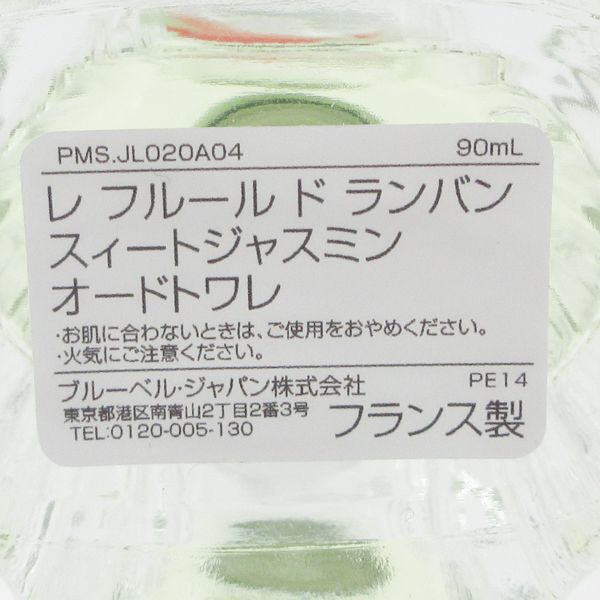 PMS.JL020A04 90mL
レ フルール ド ランバン
スィートジャスミン
オードトワレ
・お肌に合わないときは、ご使用をおやめください。
・火気にご注意ください。
ブルーベル・ジャパン株式会社 PE14
東京都港区南青山2丁目2番3号
TEL:0120-005-130 フランス製